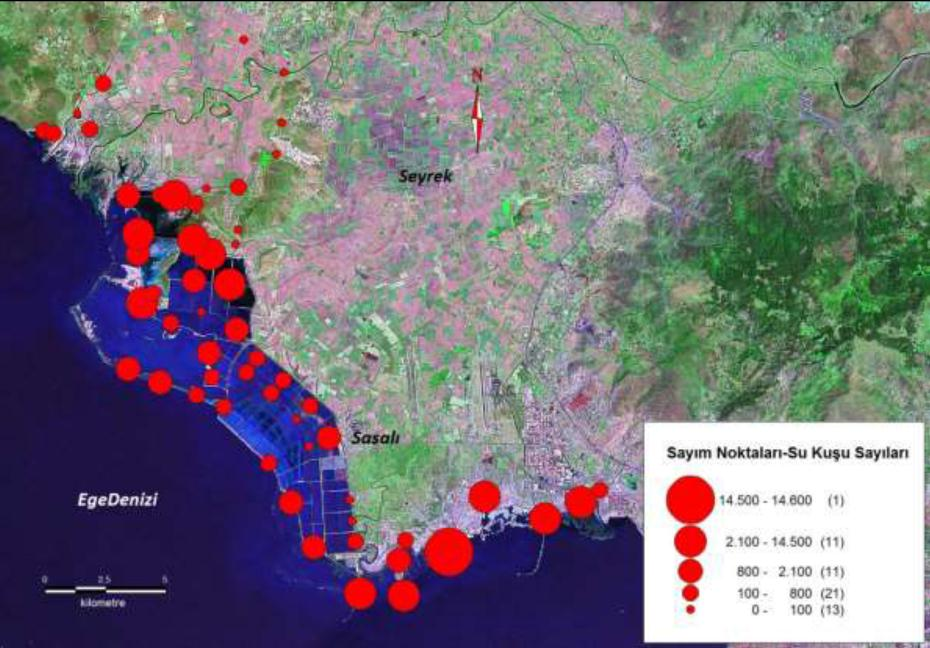 N
Seyrek
Sasalı
EgeDenizi
0 2,5 5
kilometre
Sayım Noktaları-Su Kuşu Sayıları
14.500 - 14.600 (1)
2.100 - 14.500 (11)
800 - 2.100 (11)
100 - 800 (21)
0 - 100 (13)